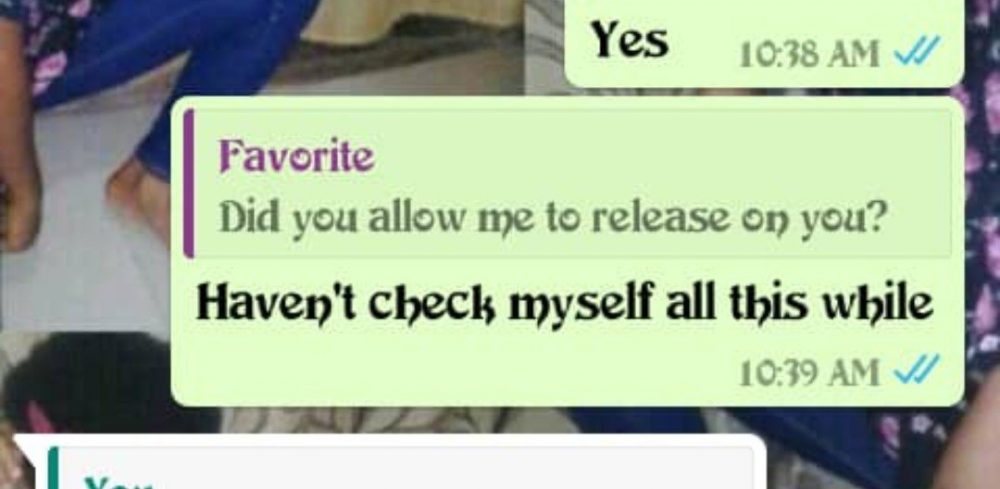 Yes 10:38 AM
Favorite
Did you allow me to release on you?
Haven't check myself all this while
10:39 AM
You